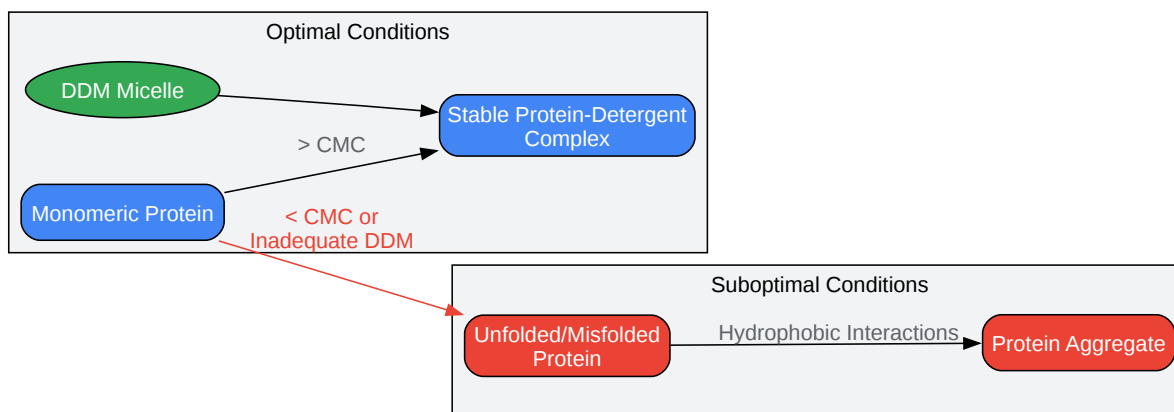 Optimal Conditions
DDM Micelle
Stable Protein-Detergent
Complex
> CMC
Monomeric Protein
< CMC or
Inadequate DDM
Suboptimal Conditions
Unfolded/Misfolded
Protein
Hydrophobic Interactions
Protein Aggregate